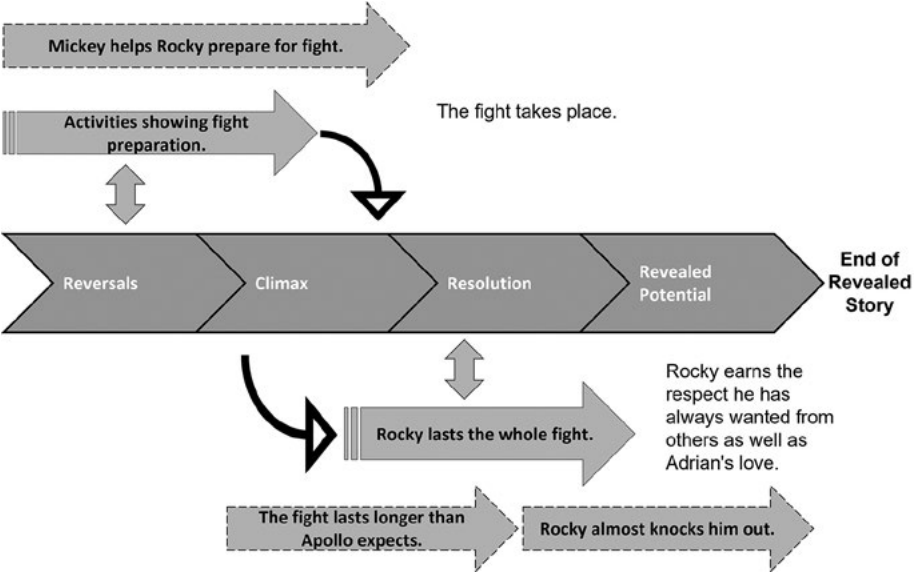 Mickey helps Rocky prepare for fight.
Activities showing fight
preparation.
The fight takes place.
Reversals
Climax
Resolution
Revealed
Potential
End of
Revealed
Story
Rocky earns the
respect he has
always wanted from
others as well as
Adrian's love.
Rocky lasts the whole fight.
The fight lasts longer than
Apollo expects.
Rocky almost knocks him out.